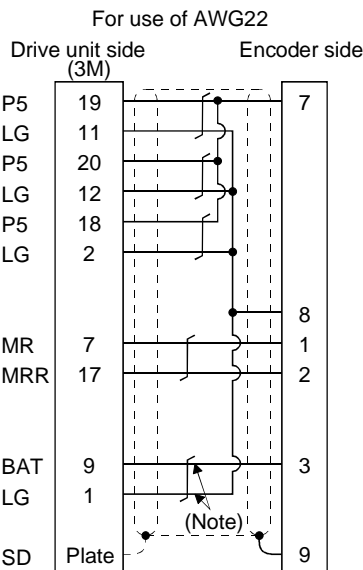 For use of AWG22
Drive unit side Encoder side
(3M)
P5 19 7
LG 11
P5 20
LG 12
P5 18
LG 2
8
MR 7 1
MRR 17 2
BAT 9 3
LG 1
(Note)
SD Plate 9